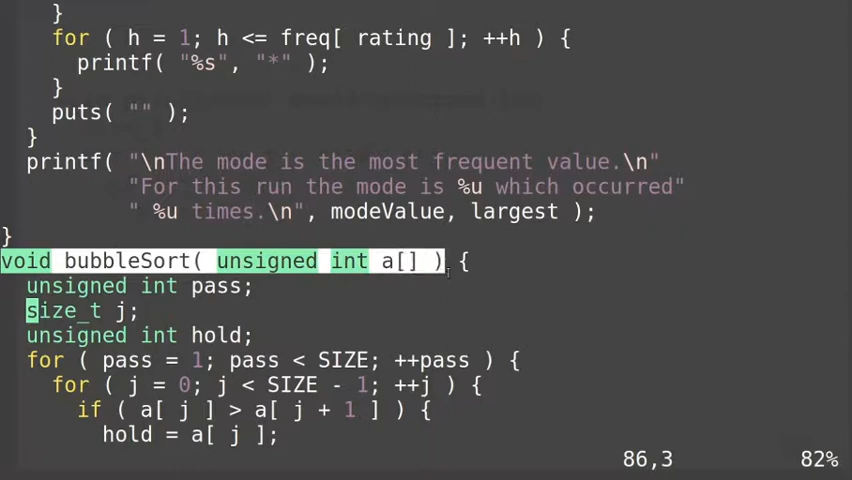 }
for ( h = 1; h <= freq[ rating ]; ++h ) {
printf( "%s", "*" );
}
puts( "" );
}
printf( "\nThe mode is the most frequent value.\n"
"For this run the mode is %u which occurred"
" %u times.\n", modeValue, largest );
}
void bubbleSort( unsigned int a[] ) {
unsigned int pass;
size_t j;
unsigned int hold;
for ( pass = 1; pass < SIZE; ++pass ) {
for ( j = 0; j < SIZE - 1; ++j ) {
if ( a[ j ] > a[ j + 1 ] ) {
hold = a[ j ];
86,3 82%